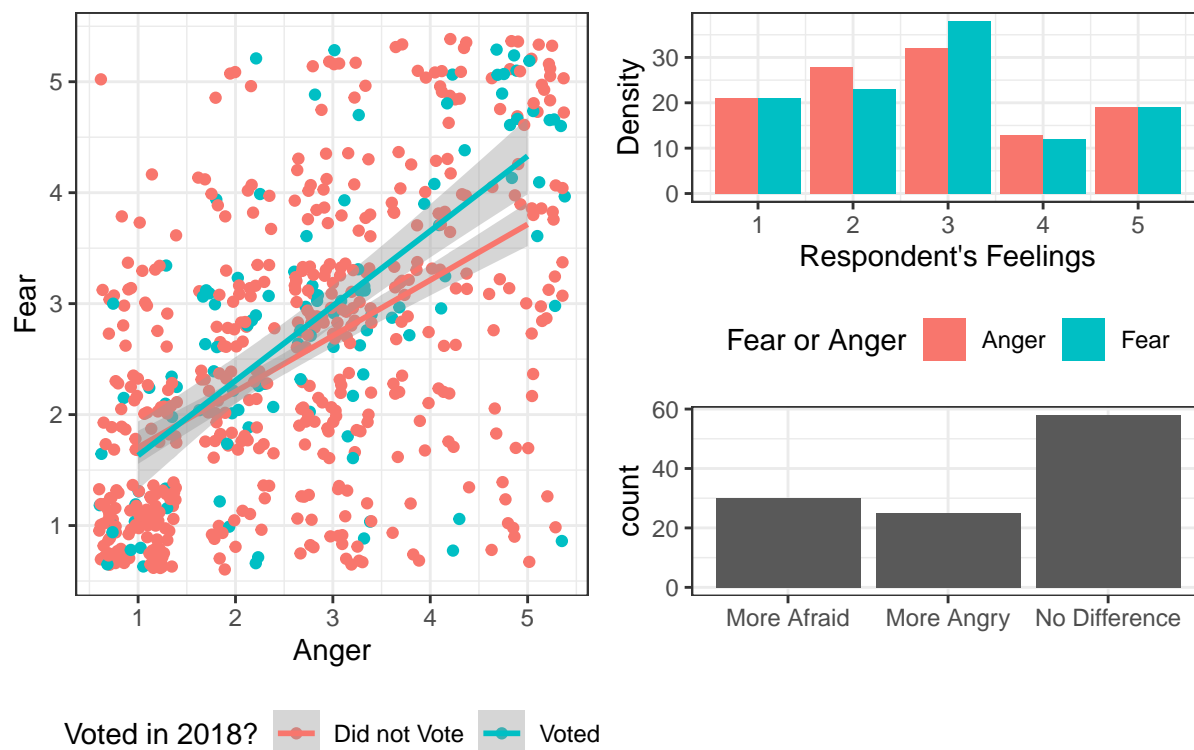 5
4
3
2
1
Fear
1 2 3 4 5
Anger
Voted in 2018? Did not Vote Voted
30
20
10
0
Density
1 2 3 4 5
Respondent's Feelings
Fear or Anger Anger Fear
60
40
20
0
count
More Afraid More Angry No Difference